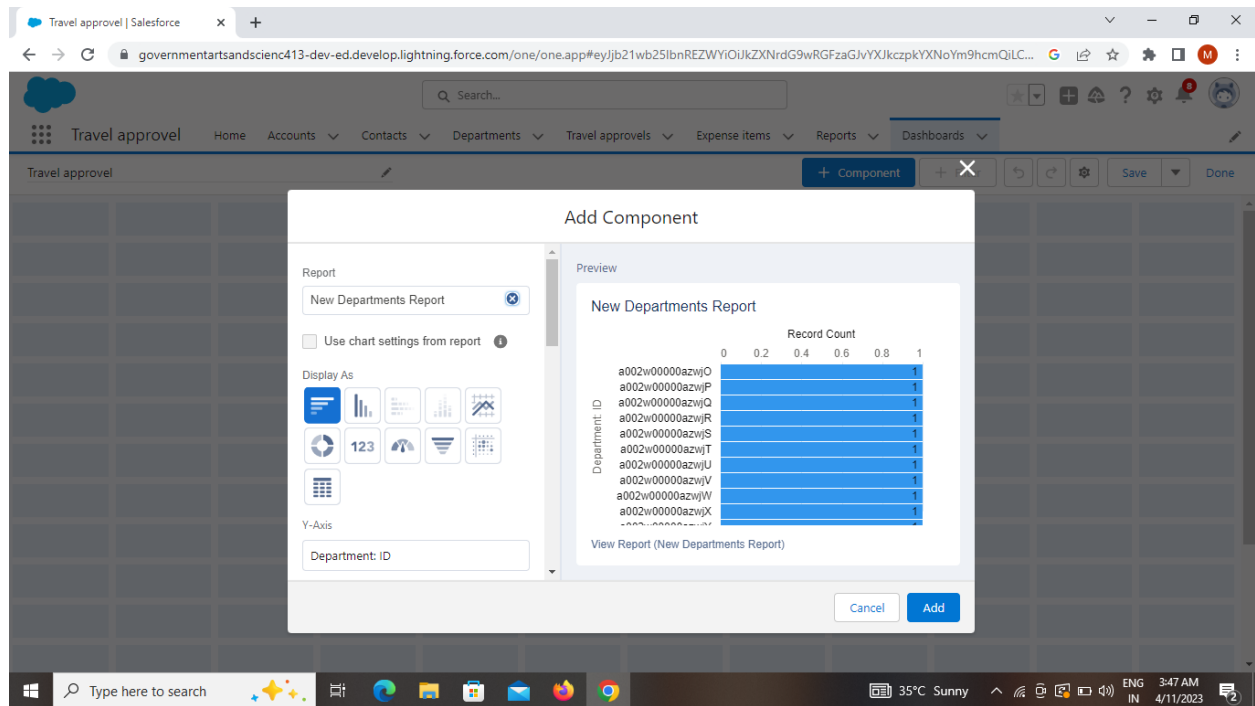 Travel approvel | Salesforce
governmentartsandscienc413-dev-ed.develop.lightning.force.com/one/one.app#eyJjb21wb25lbnREZWYiOiJkZXNrdG9wRGFzaGJvYXJkczpkYXNoYm9hcmQiLC...
G
M
Search...
8
Travel approvel Home Accounts Contacts Departments Travel approvels Expense items Reports Dashboards
Travel approvel
+ Component
+
Save
Done
Add Component
Report
New Departments Report
Use chart settings from report
Display As
123
Y-Axis
Department: ID
Preview
New Departments Report
Record Count
0 0.2 0.4 0.6 0.8 1
Department: ID
a002w00000azwjO 1
a002w00000azwjP 1
a002w00000azwjQ 1
a002w00000azwjR 1
a002w00000azwjS 1
a002w00000azwjT 1
a002w00000azwjU 1
a002w00000azwjV 1
a002w00000azwjW 1
a002w00000azwjX 1
View Report (New Departments Report)
Cancel
Add
Type here to search
35°C Sunny
ENG
IN
3:47 AM
4/11/2023
2